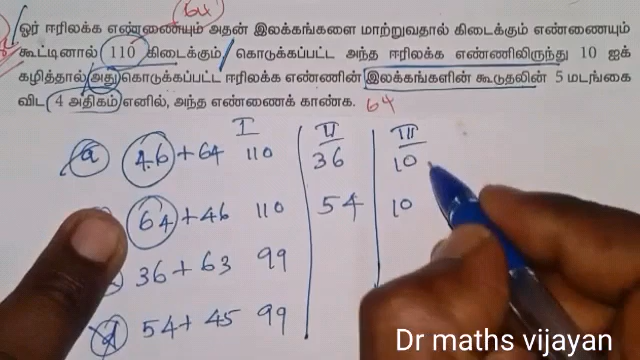 64
ஓர் ஈரிலக்க எண்ணையும் அதன் இலக்கங்களை மாற்றுவதால் கிடைக்கும் எண்ணையும்
கூட்டினால் 110 கிடைக்கும் கொடுக்கப்பட்ட அந்த ஈரிலக்க எண்ணிலிருந்து 10 ஐக்
கழித்தால் அது கொடுக்கப்பட்ட ஈரிலக்க எண்ணின் இலக்கங்களின் கூடுதலின் 5 மடங்கை
விட 4 அதிகம் எனில், அந்த எண்ணைக் காண்க. 64
I II III
a 46 + 64 110 36 10
64 + 46 110 54 10
36 + 63 99
d 54 + 45 99
Dr maths vijayan